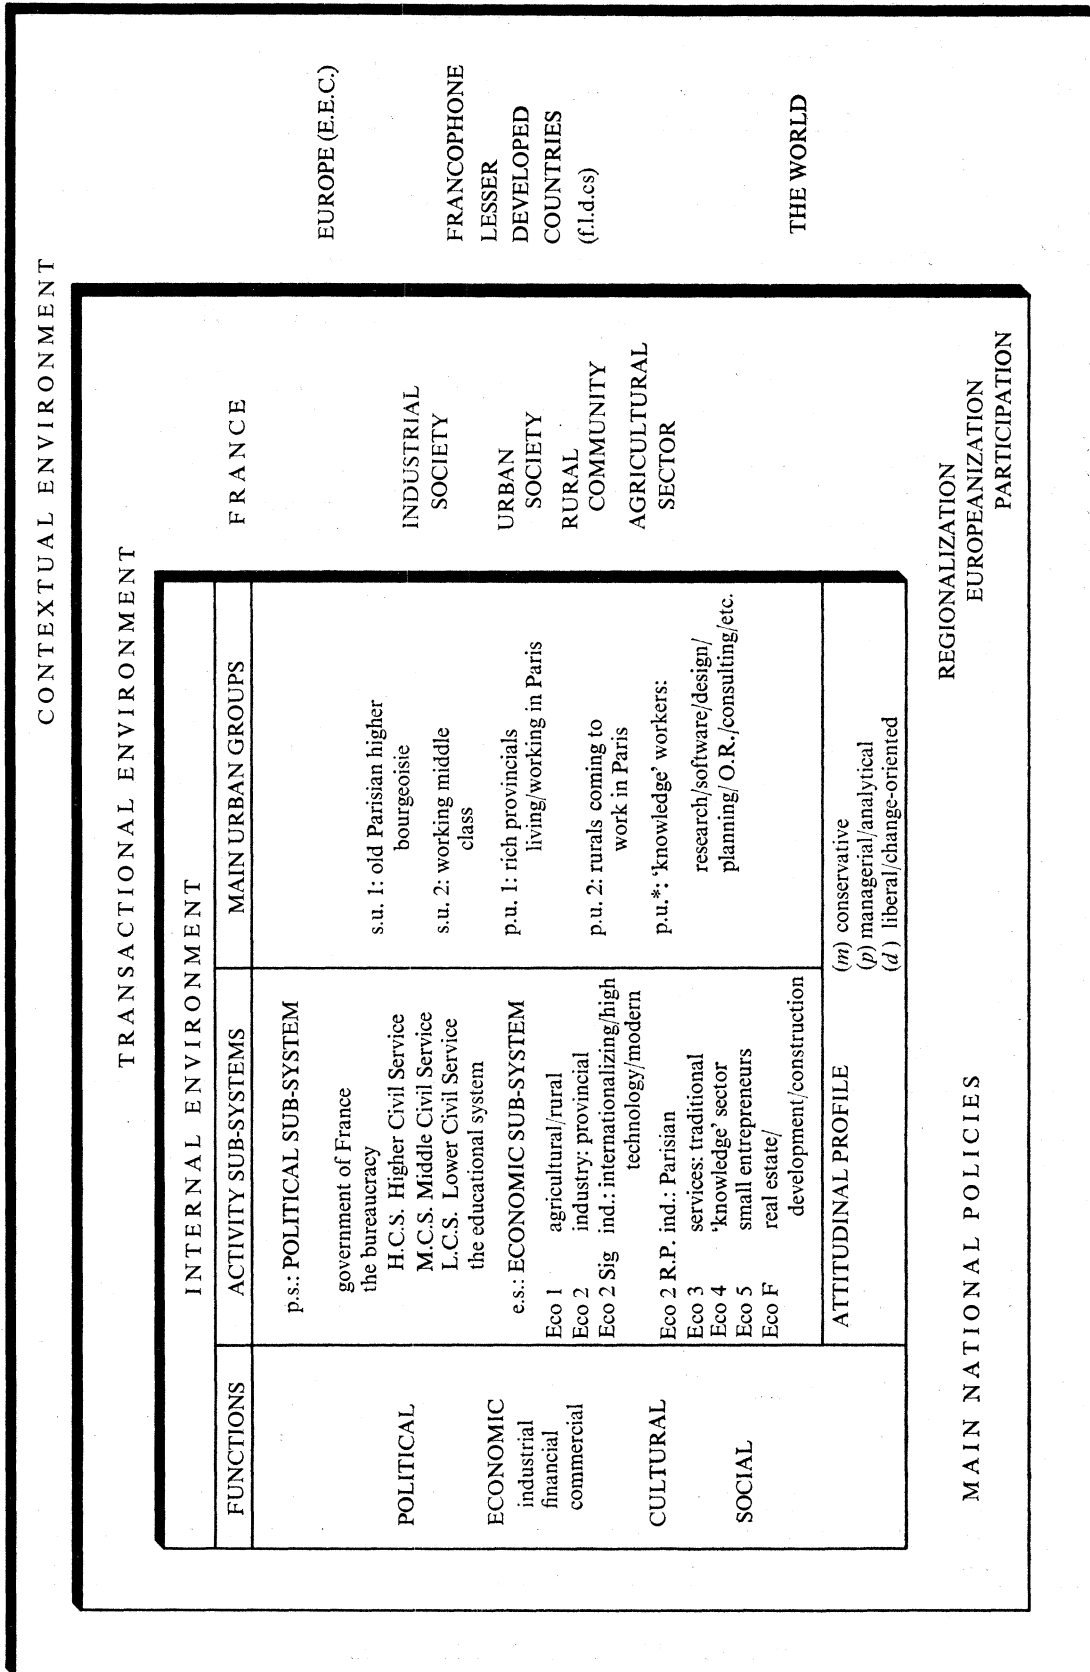 CONTEXTUAL ENVIRONMENT
TRANSACTIONAL ENVIRONMENT
INTERNAL ENVIRONMENT
FUNCTIONS
POLITICAL
ECONOMIC
industrial
financial
commercial
CULTURAL
SOCIAL
ACTIVITY SUB-SYSTEMS
p.s.: POLITICAL SUB-SYSTEM
government of France
the bureaucracy
H.C.S. Higher Civil Service
M.C.S. Middle Civil Service
L.C.S. Lower Civil Service
the educational system
e.s.: ECONOMIC SUB-SYSTEM
Eco 1 agricultural/rural
Eco 2 industry: provincial
Eco 2 Sig ind.: internationalizing/high
technology/modern
Eco 2 R.P. ind.: Parisian
Eco 3 services: traditional
Eco 4 ‘knowledge’ sector
Eco 5 small entrepreneurs
Eco F real estate/
development/construction
MAIN URBAN GROUPS
s.u. 1: old Parisian higher
bourgeoisie
s.u. 2: working middle
class
p.u. 1: rich provincials
living/working in Paris
p.u. 2: rurals coming to
work in Paris
p.u.*: ‘knowledge’ workers:
research/software/design/
planning/ O.R./consulting/etc.
ATTITUDINAL PROFILE
(m) conservative
(p) managerial/analytical
(d) liberal/change-oriented
FRANCE
INDUSTRIAL
SOCIETY
URBAN
SOCIETY
RURAL
COMMUNITY
AGRICULTURAL
SECTOR
MAIN NATIONAL POLICIES
REGIONALIZATION
EUROPEANIZATION
PARTICIPATION
EUROPE (E.E.C.)
FRANCOPHONE
LESSER
DEVELOPED
COUNTRIES
(f.l.d.cs)
THE WORLD